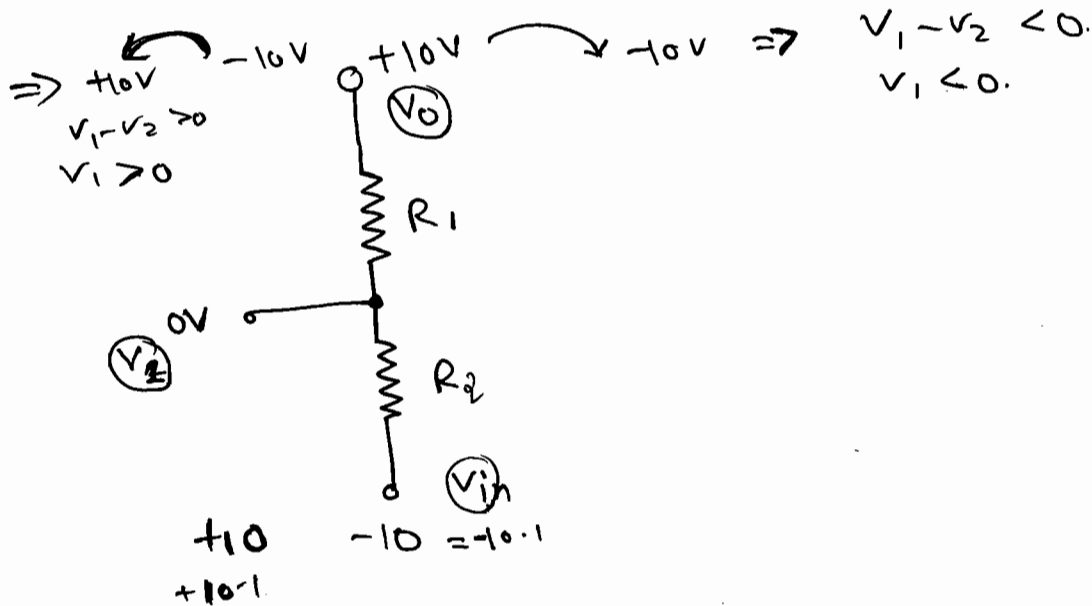 ⇒ +10V ← -10V +10V → -10V ⇒ V₁-V₂ < 0.
V₁ < 0.
V₁-V₂ > 0
V₁ > 0
V₀
R₁
0V
R₂
Vin
+10 -10 = -10.1
+10.1